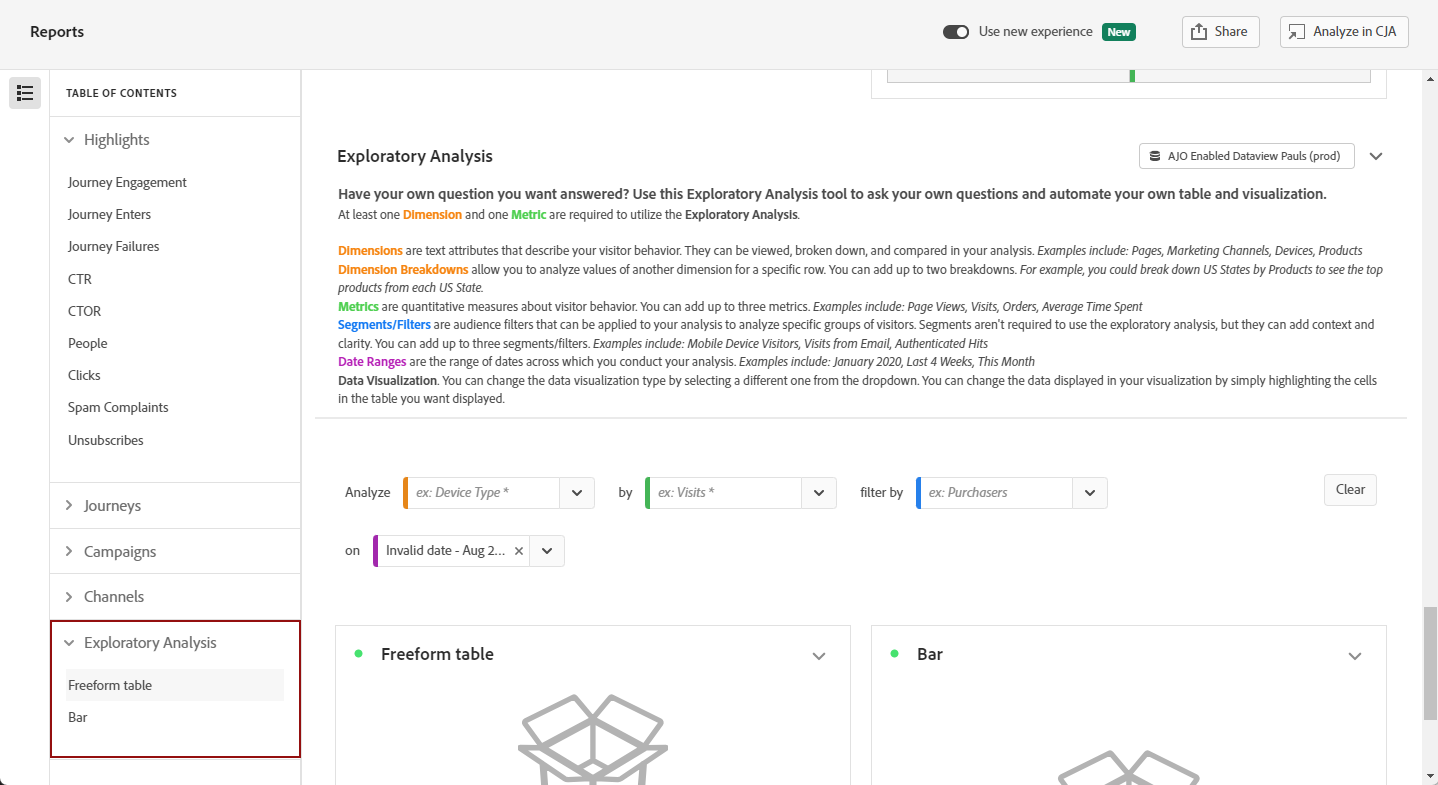 Reports
Use new experience New
Share
Analyze in CJA
TABLE OF CONTENTS
Highlights
Journey Engagement
Journey Enters
Journey Failures
CTR
CTOR
People
Clicks
Spam Complaints
Unsubscribes
Journeys
Campaigns
Channels
Exploratory Analysis
Freeform table
Bar
Exploratory Analysis
AJO Enabled Dataview Pauls (prod)
Have your own question you want answered? Use this Exploratory Analysis tool to ask your own questions and automate your own table and visualization.
At least one Dimension and one Metric are required to utilize the Exploratory Analysis.
Dimensions are text attributes that describe your visitor behavior. They can be viewed, broken down, and compared in your analysis. Examples include: Pages, Marketing Channels, Devices, Products
Dimension Breakdowns allow you to analyze values of another dimension for a specific row. You can add up to two breakdowns. For example, you could break down US States by Products to see the top
products from each US State.
Metrics are quantitative measures about visitor behavior. You can add up to three metrics. Examples include: Page Views, Visits, Orders, Average Time Spent
Segments/Filters are audience filters that can be applied to your analysis to analyze specific groups of visitors. Segments aren't required to use the exploratory analysis, but they can add context and
clarity. You can add up to three segments/filters. Examples include: Mobile Device Visitors, Visits from Email, Authenticated Hits
Date Ranges are the range of dates across which you conduct your analysis. Examples include: January 2020, Last 4 Weeks, This Month
Data Visualization. You can change the data visualization type by selecting a different one from the dropdown. You can change the data displayed in your visualization by simply highlighting the cells
in the table you want displayed.
Analyze ex: Device Type * by ex: Visits * filter by ex: Purchasers Clear
on Invalid date - Aug 2...
Freeform table
Bar